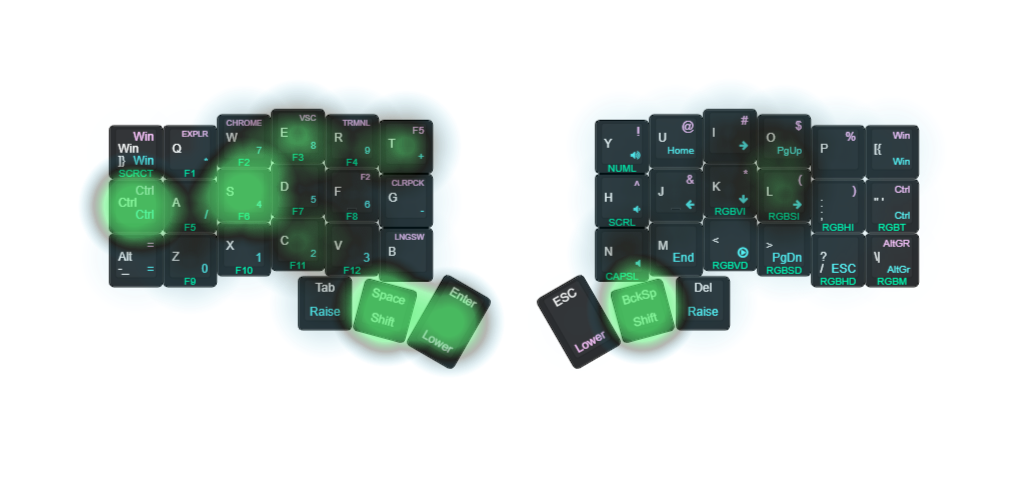 Win
Win
]} Win
SCRCT
EXPLR
Q
F1
CHROME
W
7
F2
VSC
E
8
F3
TRMNL
R
9
F4
F5
T
+
Ctrl
Ctrl
Ctrl
A
/
F5
S
4
F6
D
5
F7
F2
F
6
F8
CLRPCK
G
-
=
Alt
-_ =
Z
0
F9
X
1
F10
C
2
F11
V
3
F12
LNGSW
B
Tab
Raise
Space
Shift
Enter
Lower
!
Y
NUML
@
U
Home
#
I
$
O
PgUp
%
P
Win
[{
Win
^
H
SCRL
&
J
*
K
RGBVI
(
L
RGBSI
)
: ;
RGBHI
Ctrl
" '
Ctrl
RGBT
N
CAPSL
M
End
<
RGBVD
>
PgDn
RGBSD
?
/ ESC
RGBHD
AltGR
\|
AltGr
RGBM
ESC
Lower
BckSp
Shift
Del
Raise